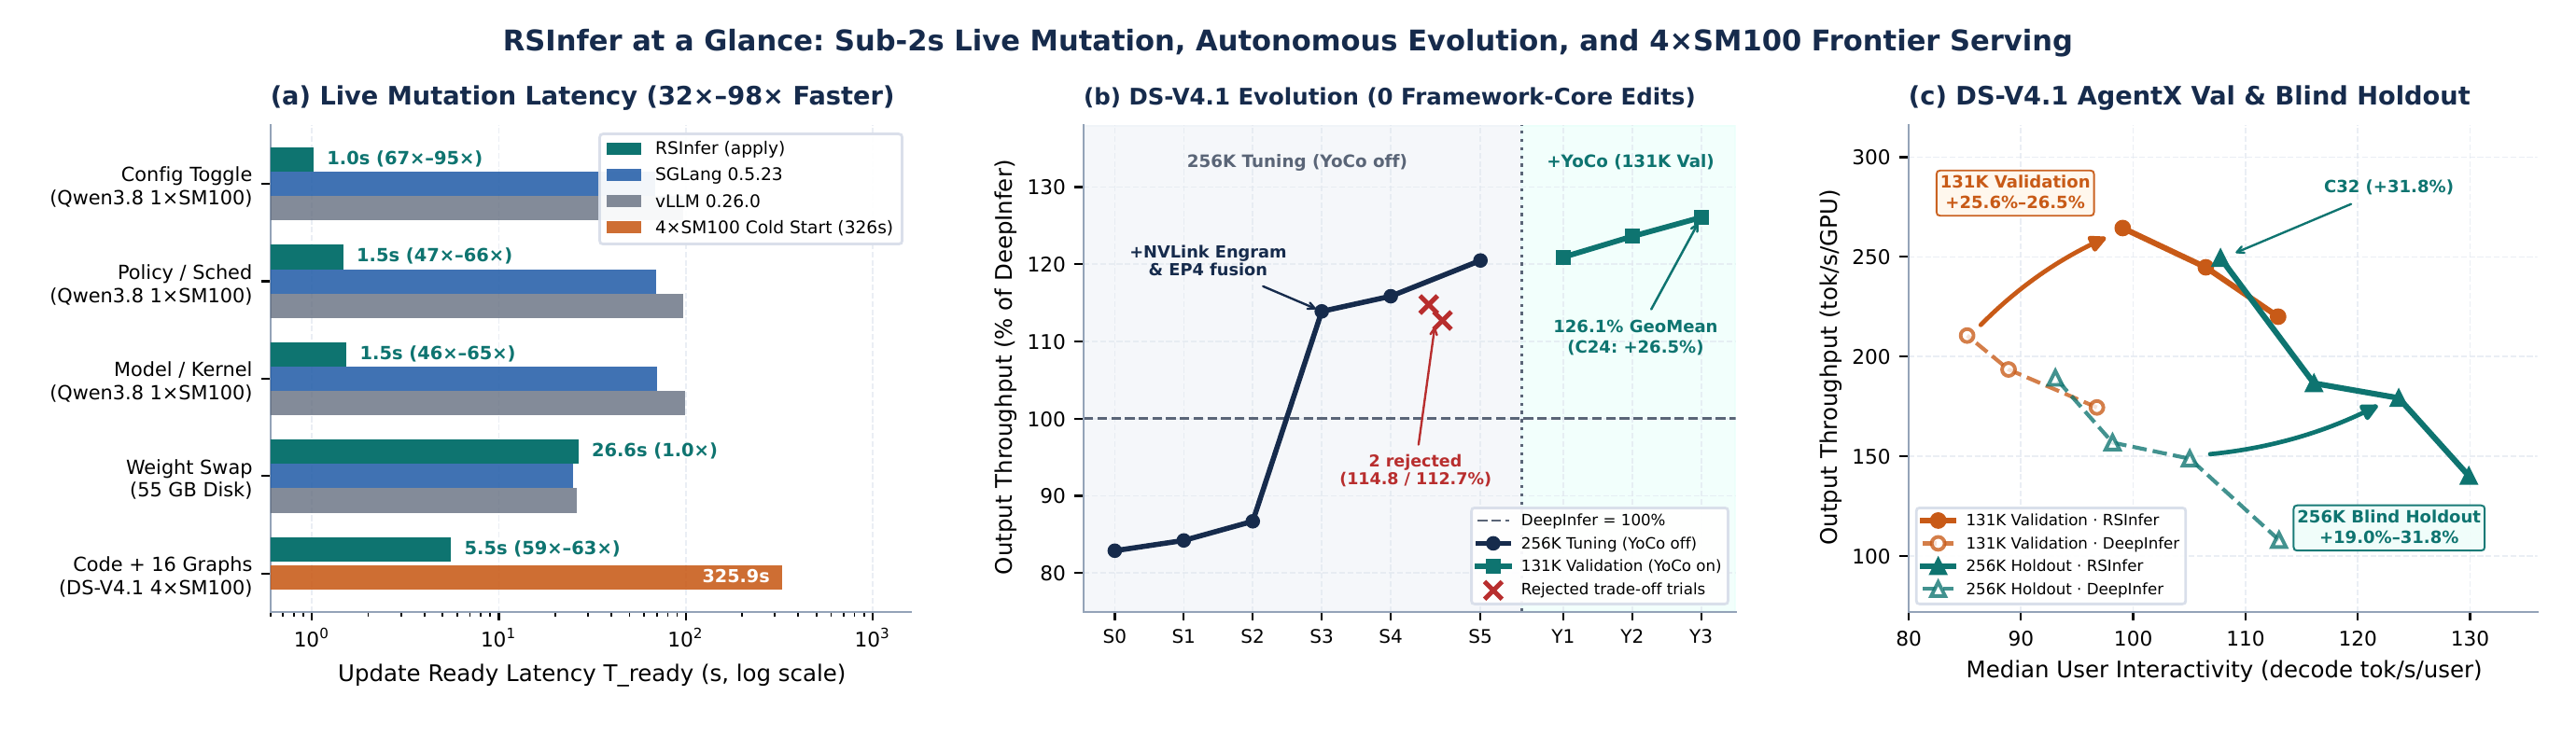 RSInfer at a Glance: Sub-2s Live Mutation, Autonomous Evolution, and 4×SM100 Frontier Serving
(a) Live Mutation Latency (32×–98× Faster)
Config Toggle
(Qwen3.8 1×SM100)
Policy / Sched
(Qwen3.8 1×SM100)
Model / Kernel
(Qwen3.8 1×SM100)
Weight Swap
(55 GB Disk)
Code + 16 Graphs
(DS-V4.1 4×SM100)
1.0s (67×–95×)
1.5s (47×–66×)
1.5s (46×–65×)
26.6s (1.0×)
5.5s (59×–63×)
325.9s
RSInfer (apply)
SGLang 0.5.23
vLLM 0.26.0
4×SM100 Cold Start (326s)
10⁰ 10¹ 10² 10³
Update Ready Latency T_ready (s, log scale)
(b) DS-V4.1 Evolution (0 Framework-Core Edits)
Output Throughput (% of DeepInfer)
130
120
110
100
90
80
256K Tuning (YoCo off)
+YoCo (131K Val)
+NVLink Engram
& EP4 fusion
126.1% GeoMean
(C24: +26.5%)
2 rejected
(114.8 / 112.7%)
DeepInfer = 100%
256K Tuning (YoCo off)
131K Validation (YoCo on)
Rejected trade-off trials
S0 S1 S2 S3 S4 S5 Y1 Y2 Y3
(c) DS-V4.1 AgentX Val & Blind Holdout
Output Throughput (tok/s/GPU)
300
250
200
150
100
131K Validation
+25.6%–26.5%
C32 (+31.8%)
256K Blind Holdout
+19.0%–31.8%
131K Validation · RSInfer
131K Validation · DeepInfer
256K Holdout · RSInfer
256K Holdout · DeepInfer
80 90 100 110 120 130
Median User Interactivity (decode tok/s/user)